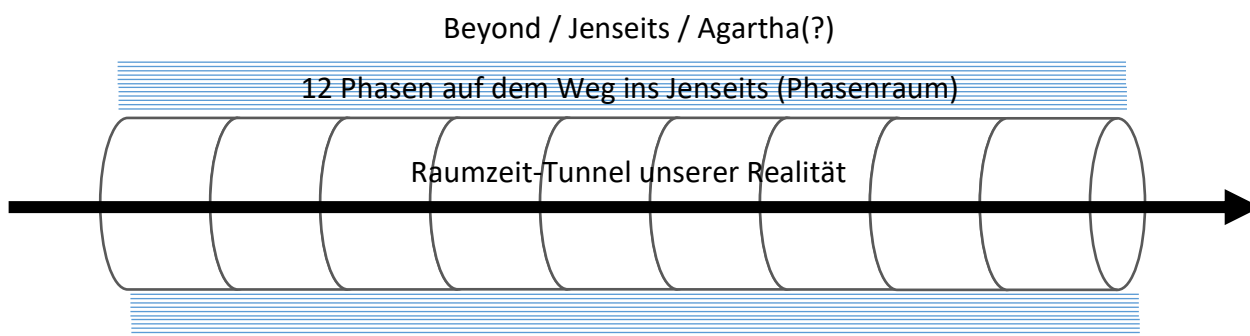 Beyond / Jenseits / Agartha(?)
12 Phasen auf dem Weg ins Jenseits (Phasenraum)
Raumzeit-Tunnel unserer Realität